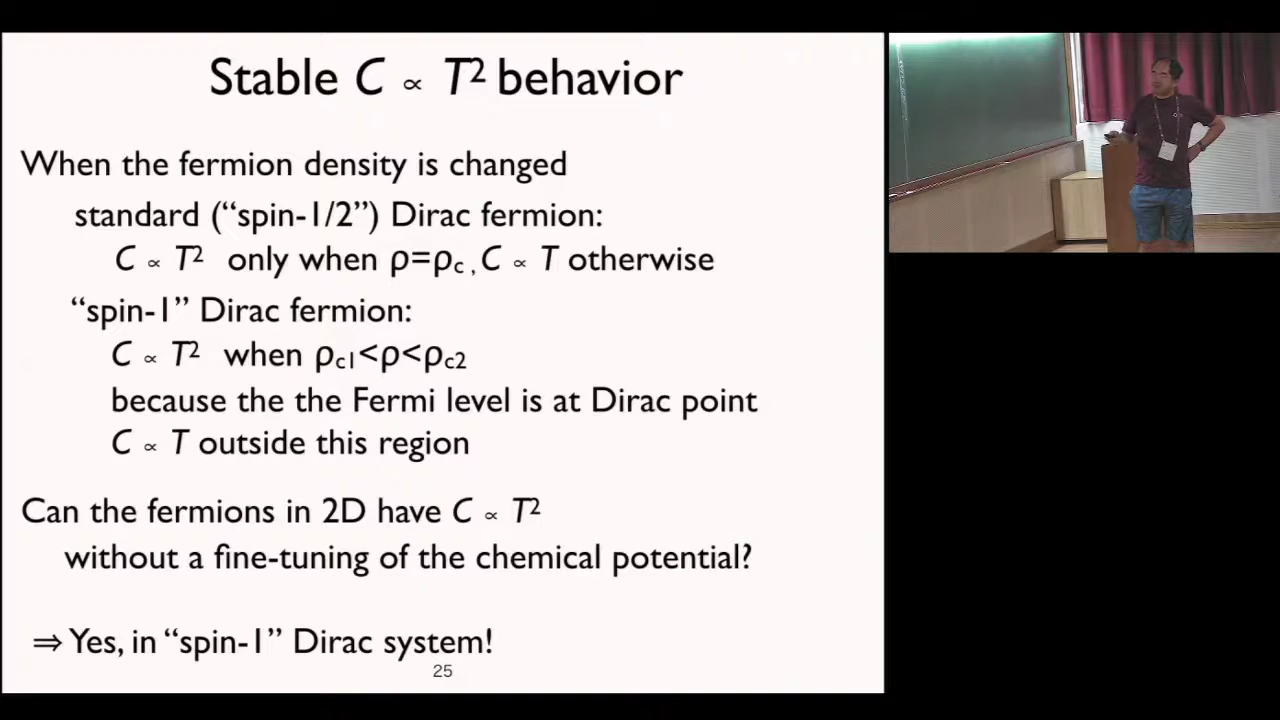 Stable C ∝ T² behavior
When the fermion density is changed
standard (“spin-1/2”) Dirac fermion:
C ∝ T² only when ρ=ρc , C ∝ T otherwise
“spin-1” Dirac fermion:
C ∝ T² when ρc1<ρ<ρc2
because the the Fermi level is at Dirac point
C ∝ T outside this region
Can the fermions in 2D have C ∝ T²
without a fine-tuning of the chemical potential?
⇒ Yes, in “spin-1” Dirac system!
25